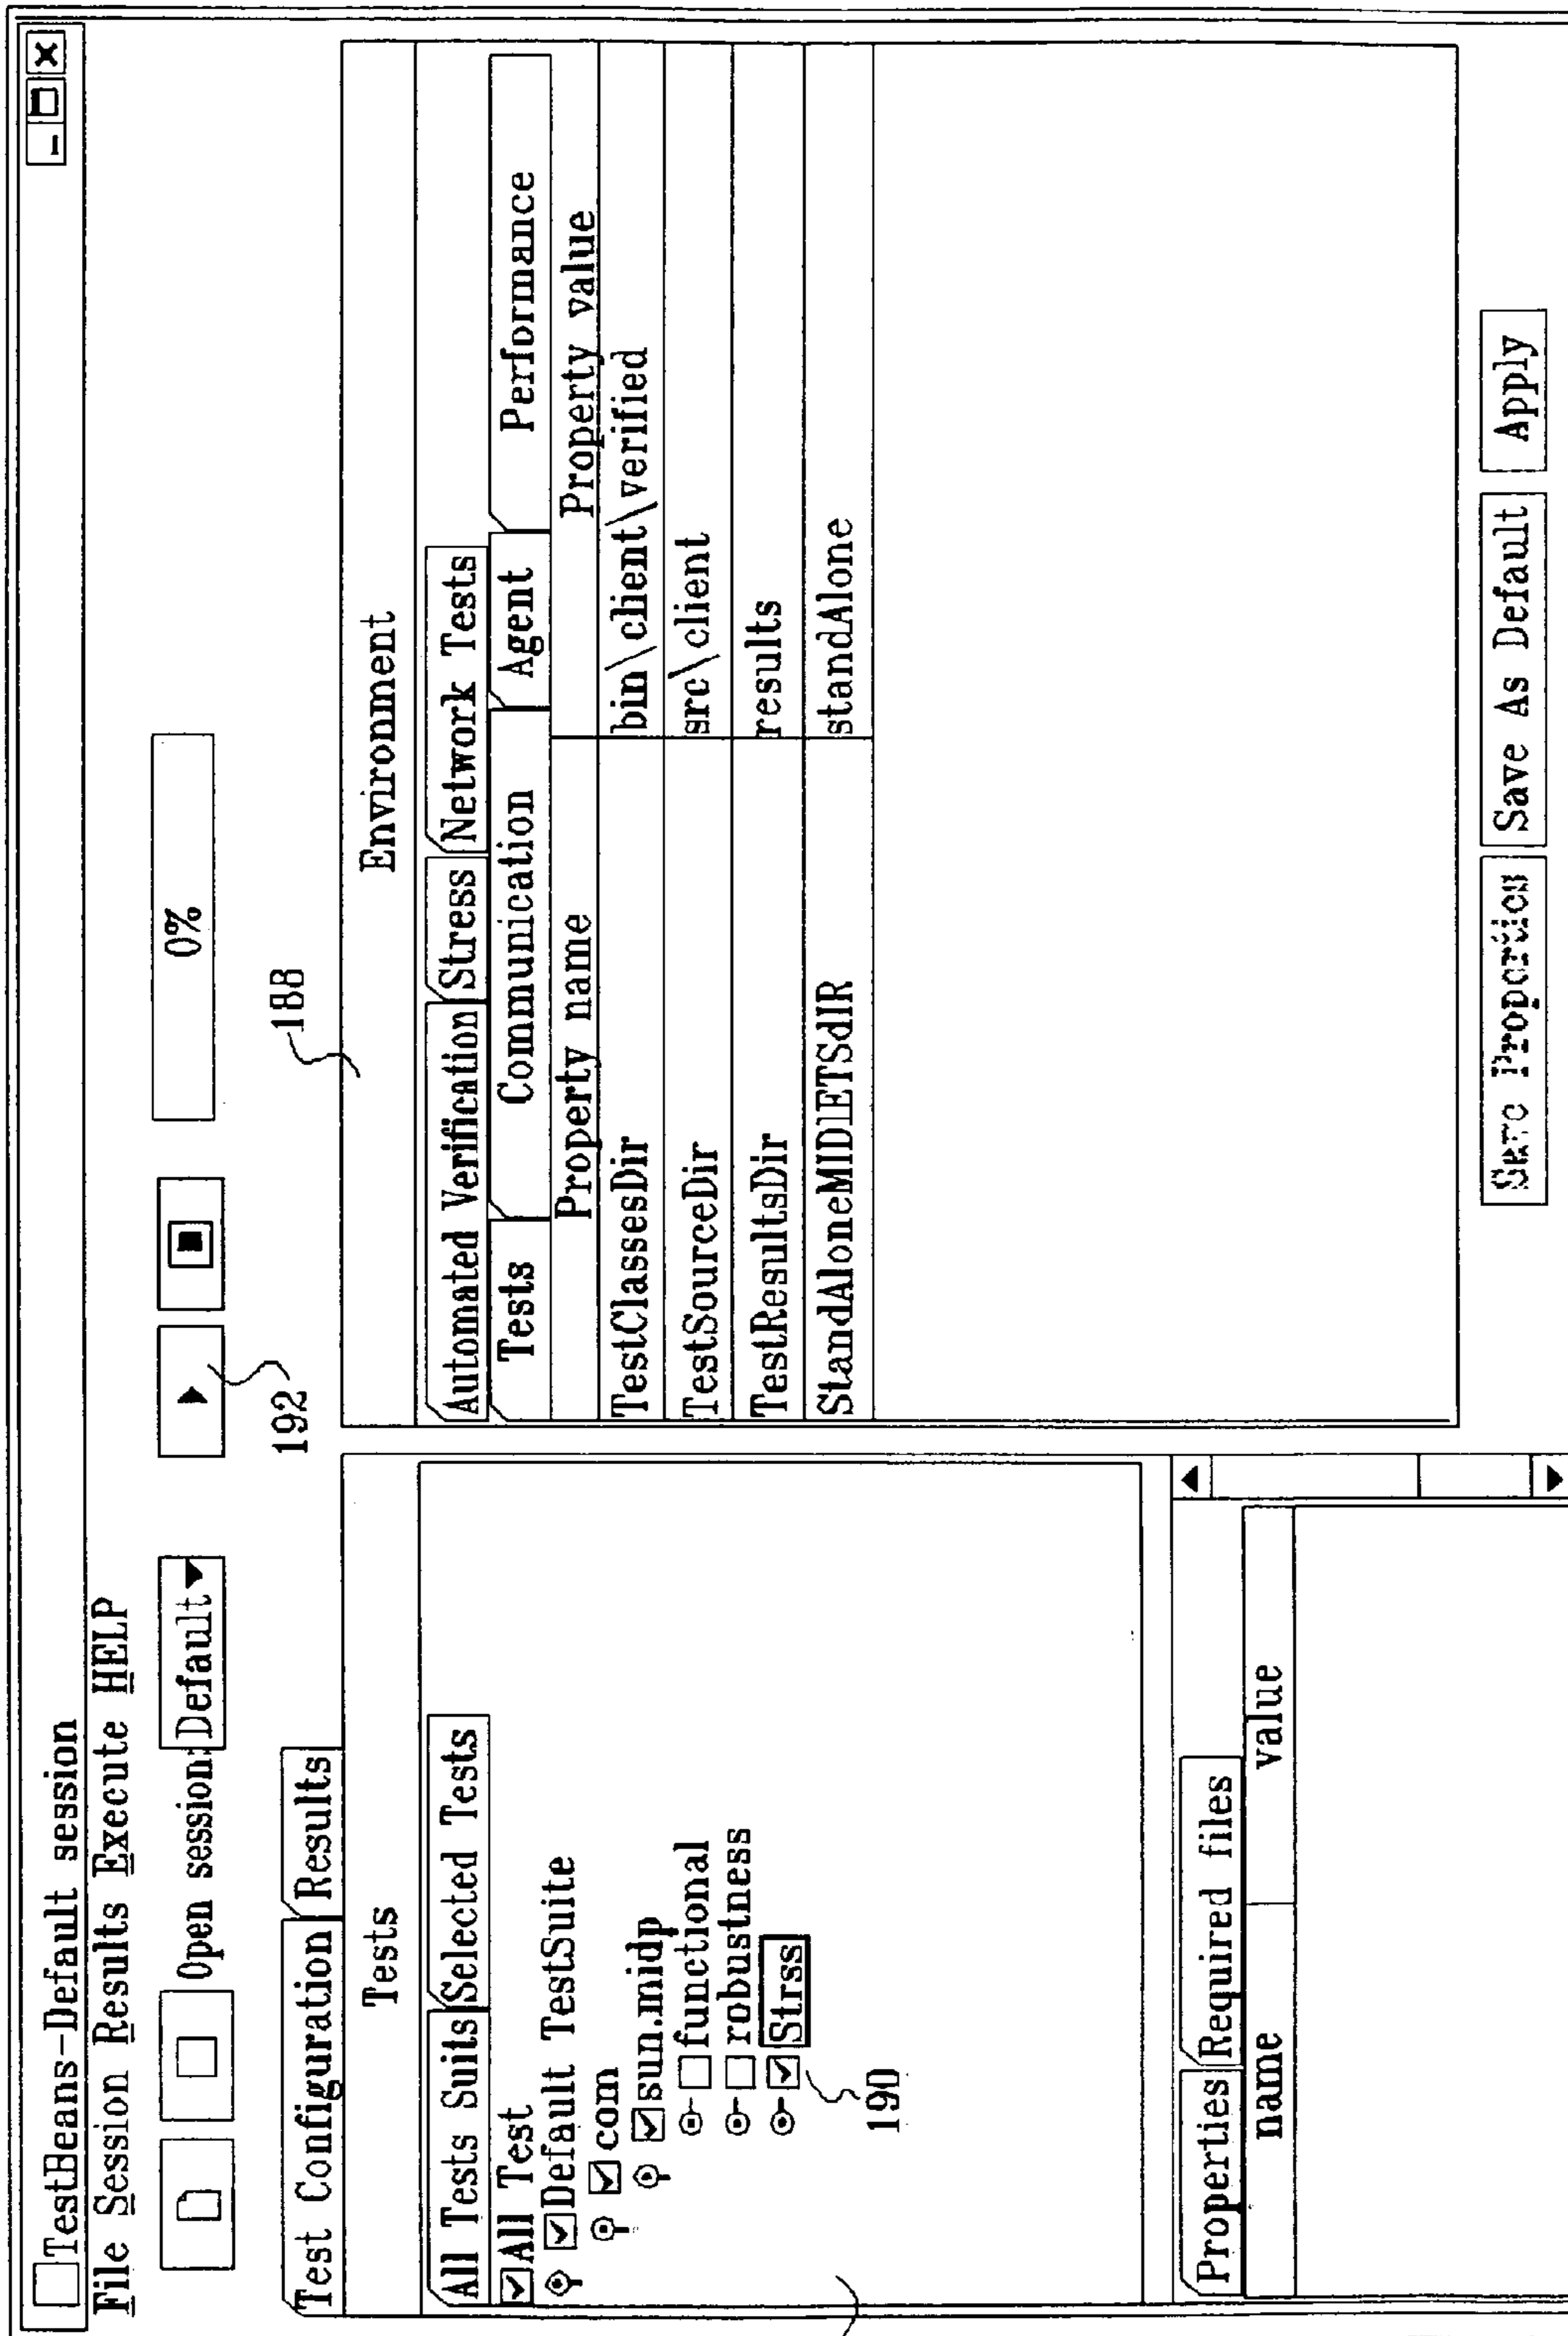 TestBeans-Default session
File Session Results Execute HELP
Open session: Default
0%
192
188
Test Configuration Results
Tests
All Tests Suits Selected Tests
All Test
Default TestSuite
com
sun.midp
functional
robustness
Strss
190
Properties Required files
name value
Environment
Automated Verification Stress Network Tests
Tests Communication Agent Performance
Property name Property value
TestClassesDir bin\client\verified
TestSourceDir src\client
TestResultsDir results
StandAloneMIDIETSdIR standAlone
Save As Default Apply